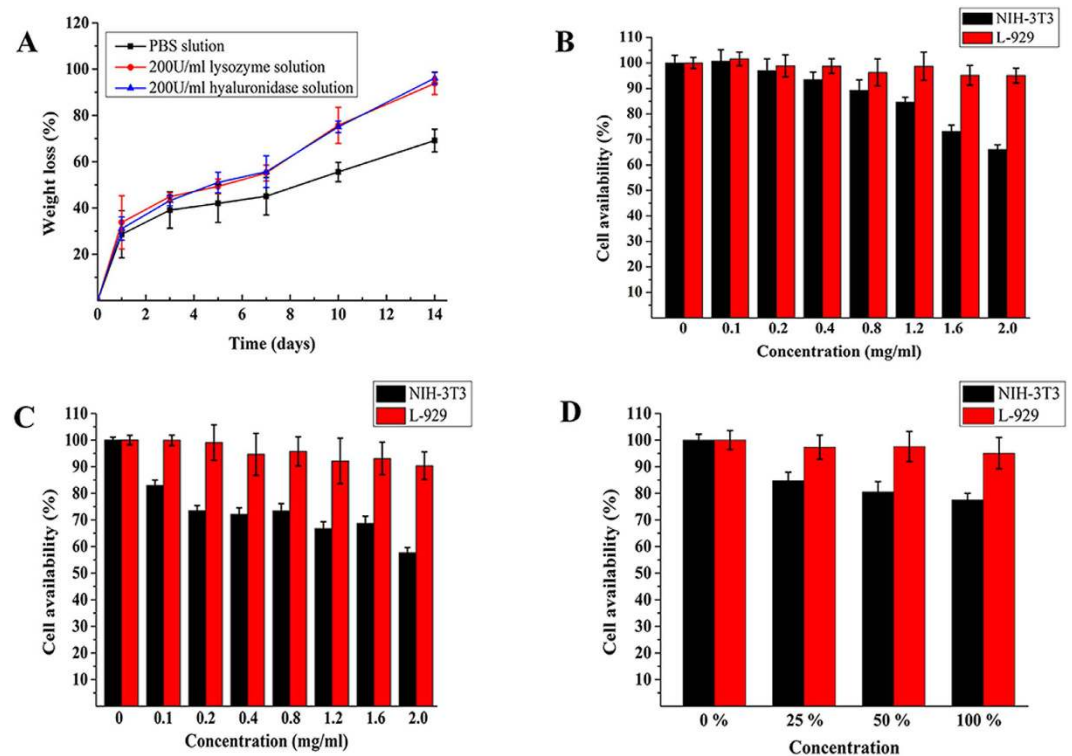 A
PBS slution
200U/ml lysozyme solution
200U/ml hyaluronidase solution
Weight loss (%)
120
100
80
60
40
20
0 2 4 6 8 10 12 14
Time (days)
B
NIH-3T3
L-929
Cell availability (%)
110
100
90
80
70
60
50
40
30
20
10
0 0.1 0.2 0.4 0.8 1.2 1.6 2.0
Concentration (mg/ml)
C
NIH-3T3
L-929
Cell availability (%)
110
100
90
80
70
60
50
40
30
20
10
0 0.1 0.2 0.4 0.8 1.2 1.6 2.0
Concentration (mg/ml)
D
NIH-3T3
L-929
Cell availability (%)
110
100
90
80
70
60
50
40
30
20
10
0 % 25 % 50 % 100 %
Concentration